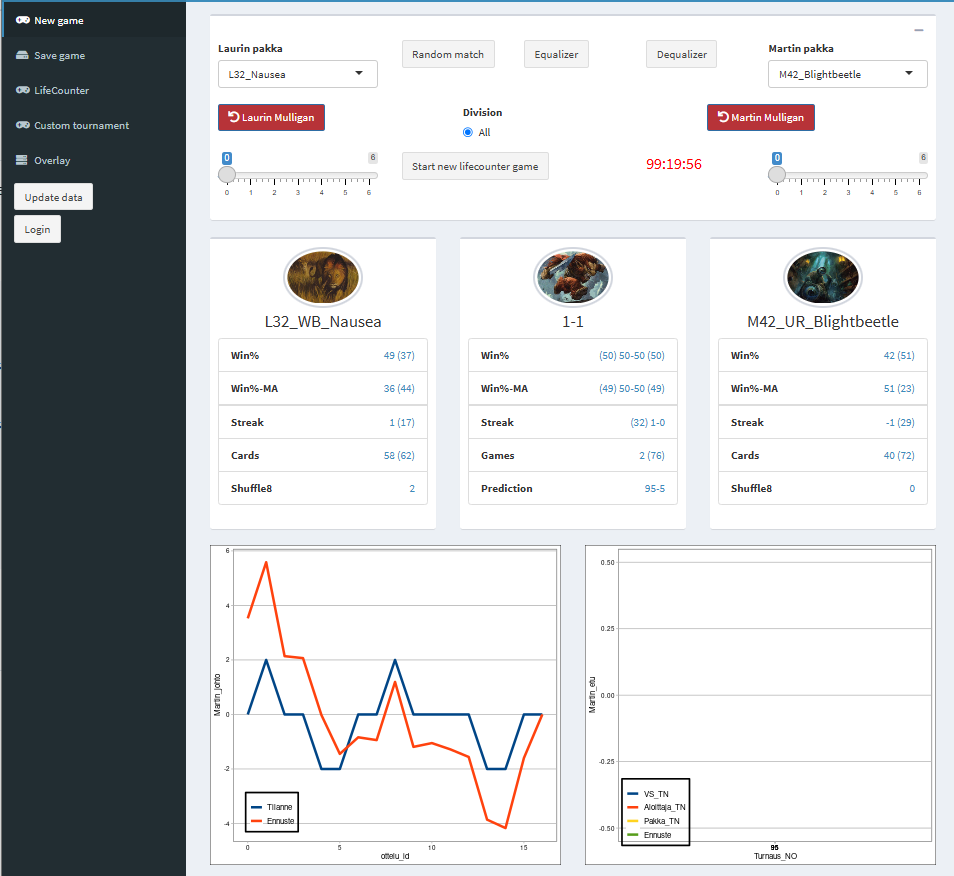 New game
Save game
LifeCounter
Custom tournament
Overlay
Update data
Login
Laurin pakka
L32_Nausea
Random match
Equalizer
Dequalizer
Martin pakka
M42_Blightbeetle
Laurin Mulligan
Division
All
Martin Mulligan
0 6
0 1 2 3 4 5 6
Start new lifecounter game
99:19:56
0 6
0 1 2 3 4 5 6
L32_WB_Nausea
Win% 49 (37)
Win%-MA 36 (44)
Streak 1 (17)
Cards 58 (62)
Shuffle8 2
1-1
Win% (50) 50-50 (50)
Win%-MA (49) 50-50 (49)
Streak (32) 1-0
Games 2 (76)
Prediction 95-5
M42_UR_Blightbeetle
Win% 42 (51)
Win%-MA 51 (23)
Streak -1 (29)
Cards 40 (72)
Shuffle8 0
Martin_johto
6
4
2
0
-2
-4
Tilanne
Ennuste
0 5 10 15
ottelu_id
Martin_etu
0.50
0.25
0.00
-0.25
-0.50
VS_TN
Aloittaja_TN
Pakka_TN
Ennuste
95
Turnaus_NO